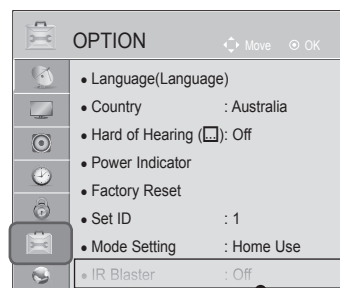 OPTION Move OK
• Language(Language)
• Country : Australia
• Hard of Hearing (...): Off
• Power Indicator
• Factory Reset
• Set ID : 1
• Mode Setting : Home Use
• IR Blaster : Off